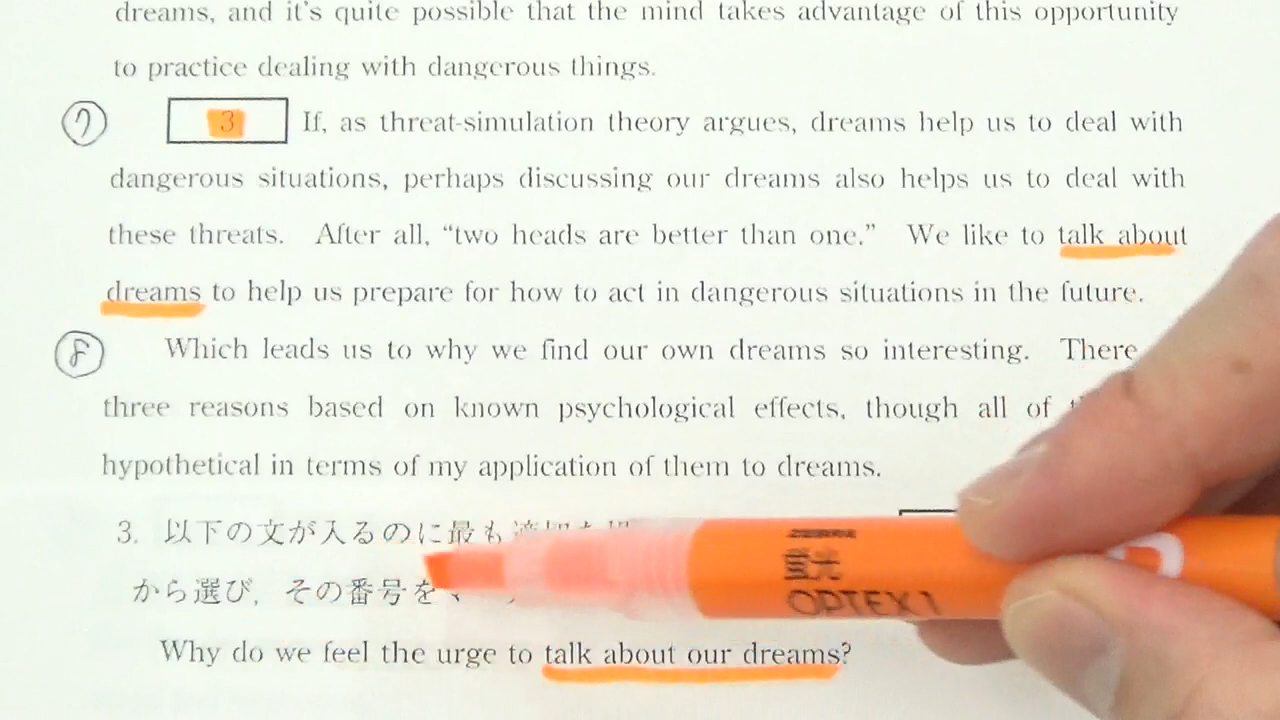 dreams, and it's quite possible that the mind takes advantage of this opportunity
to practice dealing with dangerous things.
⑦ 3 If, as threat-simulation theory argues, dreams help us to deal with
dangerous situations, perhaps discussing our dreams also helps us to deal with
these threats. After all, “two heads are better than one.” We like to talk about
dreams to help us prepare for how to act in dangerous situations in the future.
⑧ Which leads us to why we find our own dreams so interesting. There
three reasons based on known psychological effects, though all of
hypothetical in terms of my application of them to dreams.
3. 以下の文が入るのに最も
から選び，その番号を
ZEBRA
蛍光
OPTEX 1
Why do we feel the urge to talk about our dreams?